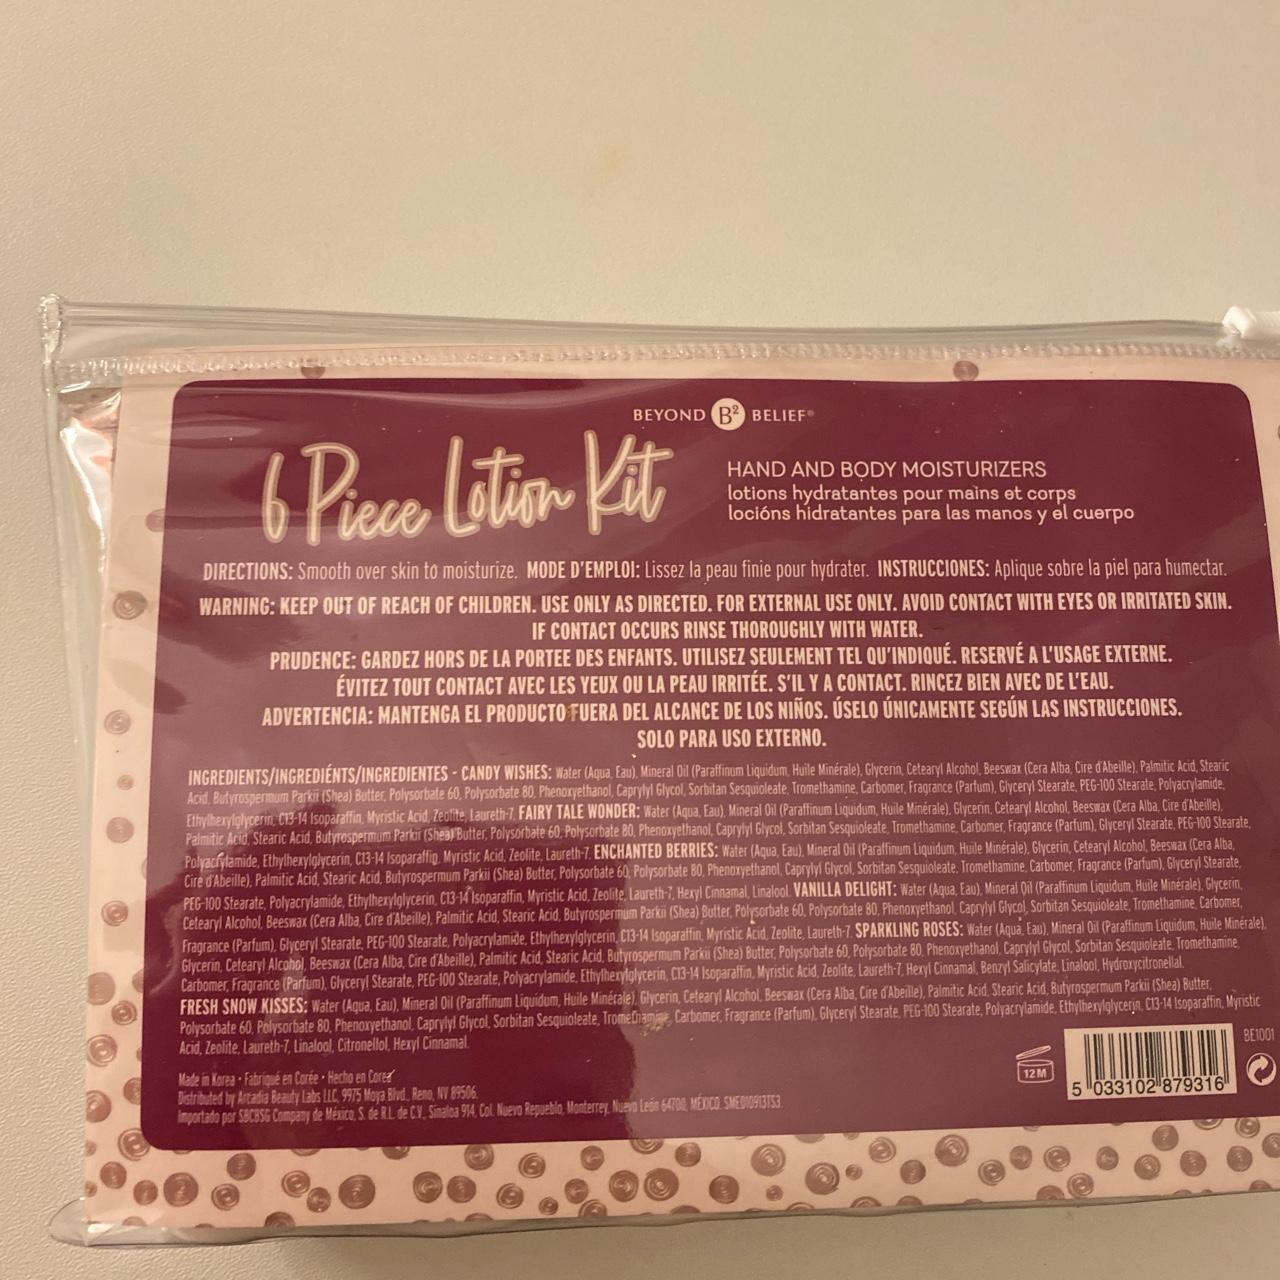 BEYOND B² BELIEF®
6 Piece Lotion Kit
HAND AND BODY MOISTURIZERS
lotions hydratantes pour mains et corps
locións hidratantes para las manos y el cuerpo
DIRECTIONS: Smooth over skin to moisturize. MODE D'EMPLOI: Lissez la peau finie pour hydrater. INSTRUCCIONES: Aplique sobre la piel para humectar.
WARNING: KEEP OUT OF REACH OF CHILDREN. USE ONLY AS DIRECTED. FOR EXTERNAL USE ONLY. AVOID CONTACT WITH EYES OR IRRITATED SKIN.
IF CONTACT OCCURS RINSE THOROUGHLY WITH WATER.
PRUDENCE: GARDEZ HORS DE LA PORTEE DES ENFANTS. UTILISEZ SEULEMENT TEL QU'INDIQUÉ. RESERVÉ A L'USAGE EXTERNE.
ÉVITEZ TOUT CONTACT AVEC LES YEUX OU LA PEAU IRRITÉE. S'IL Y A CONTACT. RINCEZ BIEN AVEC DE L'EAU.
ADVERTENCIA: MANTENGA EL PRODUCTO FUERA DEL ALCANCE DE LOS NIÑOS. ÚSELO ÚNICAMENTE SEGÚN LAS INSTRUCCIONES.
SOLO PARA USO EXTERNO.
INGREDIENTS/INGREDIÉNTS/INGREDIENTES - CANDY WISHES: Water (Aqua, Eau), Mineral Oil (Paraffinum Liquidum, Huile Minérale), Glycerin, Cetearyl Alcohol, Beeswax (Cera Alba, Cire d'Abeille), Palmitic Acid, Stearic
Acid, Butyrospermum Parkii (Shea) Butter, Polysorbate 60, Polysorbate 80, Phenoxyethanol, Caprylyl Glycol, Sorbitan Sesquioleate, Tromethamine, Carbomer, Fragrance (Parfum), Glyceryl Stearate, PEG-100 Stearate, Polyacrylamide,
Ethylhexylglycerin, C13-14 Isoparaffin, Myristic Acid, Zeolite, Laureth-7. FAIRY TALE WONDER: Water (Aqua, Eau), Mineral Oil (Paraffinum Liquidum, Huile Minérale), Glycerin, Cetearyl Alcohol, Beeswax (Cera Alba, Cire d'Abeille),
Palmitic Acid, Stearic Acid, Butyrospermum Parkii (Shea) Butter, Polysorbate 60, Polysorbate 80, Phenoxyethanol, Caprylyl Glycol, Sorbitan Sesquioleate, Tromethamine, Carbomer, Fragrance (Parfum), Glyceryl Stearate, PEG-100 Stearate,
Polyacrylamide, Ethylhexylglycerin, C13-14 Isoparaffin, Myristic Acid, Zeolite, Laureth-7. ENCHANTED BERRIES: Water (Aqua, Eau), Mineral Oil (Paraffinum Liquidum, Huile Minérale), Glycerin, Cetearyl Alcohol, Beeswax (Cera Alba,
Cire d'Abeille), Palmitic Acid, Stearic Acid, Butyrospermum Parkii (Shea) Butter, Polysorbate 60, Polysorbate 80, Phenoxyethanol, Caprylyl Glycol, Sorbitan Sesquioleate, Tromethamine, Carbomer, Fragrance (Parfum), Glyceryl Stearate,
PEG-100 Stearate, Polyacrylamide, Ethylhexylglycerin, C13-14 Isoparaffin, Myristic Acid, Zeolite, Laureth-7, Hexyl Cinnamal, Linalool. VANILLA DELIGHT: Water (Aqua, Eau), Mineral Oil (Paraffinum Liquidum, Huile Minérale), Glycerin,
Cetearyl Alcohol, Beeswax (Cera Alba, Cire d'Abeille), Palmitic Acid, Stearic Acid, Butyrospermum Parkii (Shea) Butter, Polysorbate 60, Polysorbate 80, Phenoxyethanol, Caprylyl Glycol, Sorbitan Sesquioleate, Tromethamine, Carbomer,
Fragrance (Parfum), Glyceryl Stearate, PEG-100 Stearate, Polyacrylamide, Ethylhexylglycerin, C13-14 Isoparaffin, Myristic Acid, Zeolite, Laureth-7. SPARKLING ROSES: Water (Aqua, Eau), Mineral Oil (Paraffinum Liquidum, Huile Minérale),
Glycerin, Cetearyl Alcohol, Beeswax (Cera Alba, Cire d'Abeille), Palmitic Acid, Stearic Acid, Butyrospermum Parkii (Shea) Butter, Polysorbate 60, Polysorbate 80, Phenoxyethanol, Caprylyl Glycol, Sorbitan Sesquioleate, Tromethamine,
Carbomer, Fragrance (Parfum), Glyceryl Stearate, PEG-100 Stearate, Polyacrylamide, Ethylhexylglycerin, C13-14 Isoparaffin, Myristic Acid, Zeolite, Laureth-7, Hexyl Cinnamal, Benzyl Salicylate, Linalool, Hydroxycitronellal.
FRESH SNOW KISSES: Water (Aqua, Eau), Mineral Oil (Paraffinum Liquidum, Huile Minérale), Glycerin, Cetearyl Alcohol, Beeswax (Cera Alba, Cire d'Abeille), Palmitic Acid, Stearic Acid, Butyrospermum Parkii (Shea) Butter,
Polysorbate 60, Polysorbate 80, Phenoxyethanol, Caprylyl Glycol, Sorbitan Sesquioleate, Tromethamine, Carbomer, Fragrance (Parfum), Glyceryl Stearate, PEG-100 Stearate, Polyacrylamide, Ethylhexylglycerin, C13-14 Isoparaffin, Myristic
Acid, Zeolite, Laureth-7, Linalool, Citronellol, Hexyl Cinnamal.
Made in Korea • Fabriqué en Corée • Hecho en Corea
Distributed by Arcadia Beauty Labs LLC, 9975 Moya Blvd., Reno, NV 89506.
Importado por SBCBSG Company de México, S. de R.L. de C.V., Sinaloa 914, Col. Nuevo Repueblo, Monterrey, Nuevo León 64700, MÉXICO. SME010913TS3
12M
BE1001
5 033102 879316